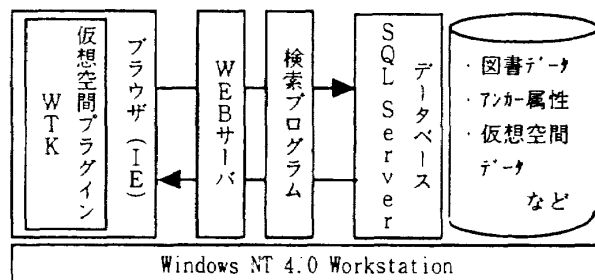 仮想空間プラグイン
WTK
ブラウザ(IE)
WEBサーバ
検索プログラム
データベース
SQL Server
・図書データ
・アンカー属性
・仮想空間
データ
など
Windows NT 4.0 Workstation